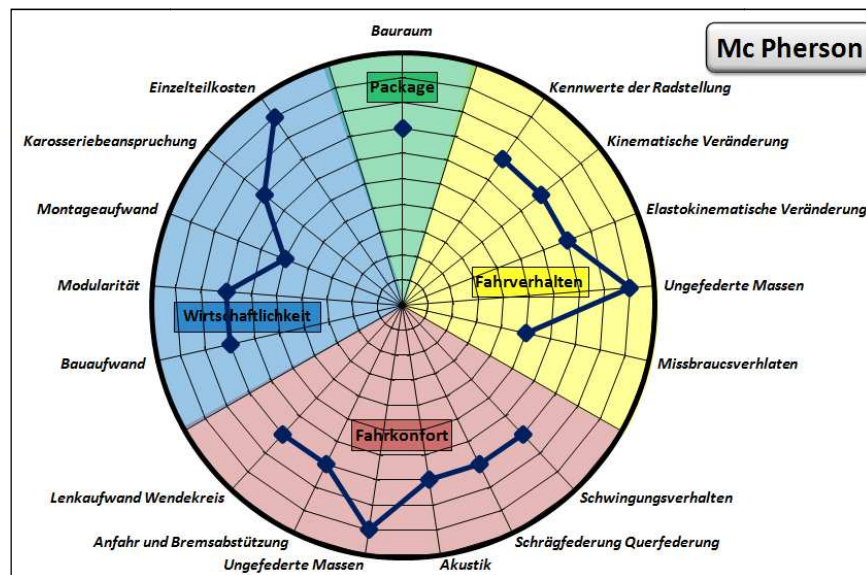 Bauraum
Mc Pherson
Einzelteilkosten
Package
Kennwerte der Radstellung
Karosseriebeanspruchung
Kinematische Veränderung
Montageaufwand
Elastokinematische Veränderung
Modularität
Fahrverhalten
Ungefederte Massen
Wirtschaftlichkeit
Bauaufwand
Missbraucsverhlaten
Fahrkonfort
Lenkaufwand Wendekreis
Schwingungsverhalten
Anfahr und Bremsabstützung
Schrägfederung Querfederung
Ungefederte Massen
Akustik